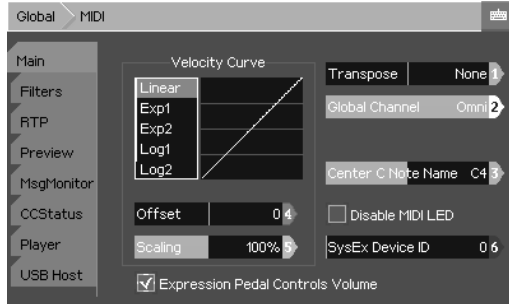 Global MIDI
Main
Filters
RTP
Preview
MsgMonitor
CCStatus
Player
USB Host
Velocity Curve
Linear
Exp1
Exp2
Log1
Log2
Offset 0 4
Scaling 100% 5
Expression Pedal Controls Volume
Transpose None 1
Global Channel Omni 2
Center C Note Name C4 3
Disable MIDI LED
SysEx Device ID 0 6